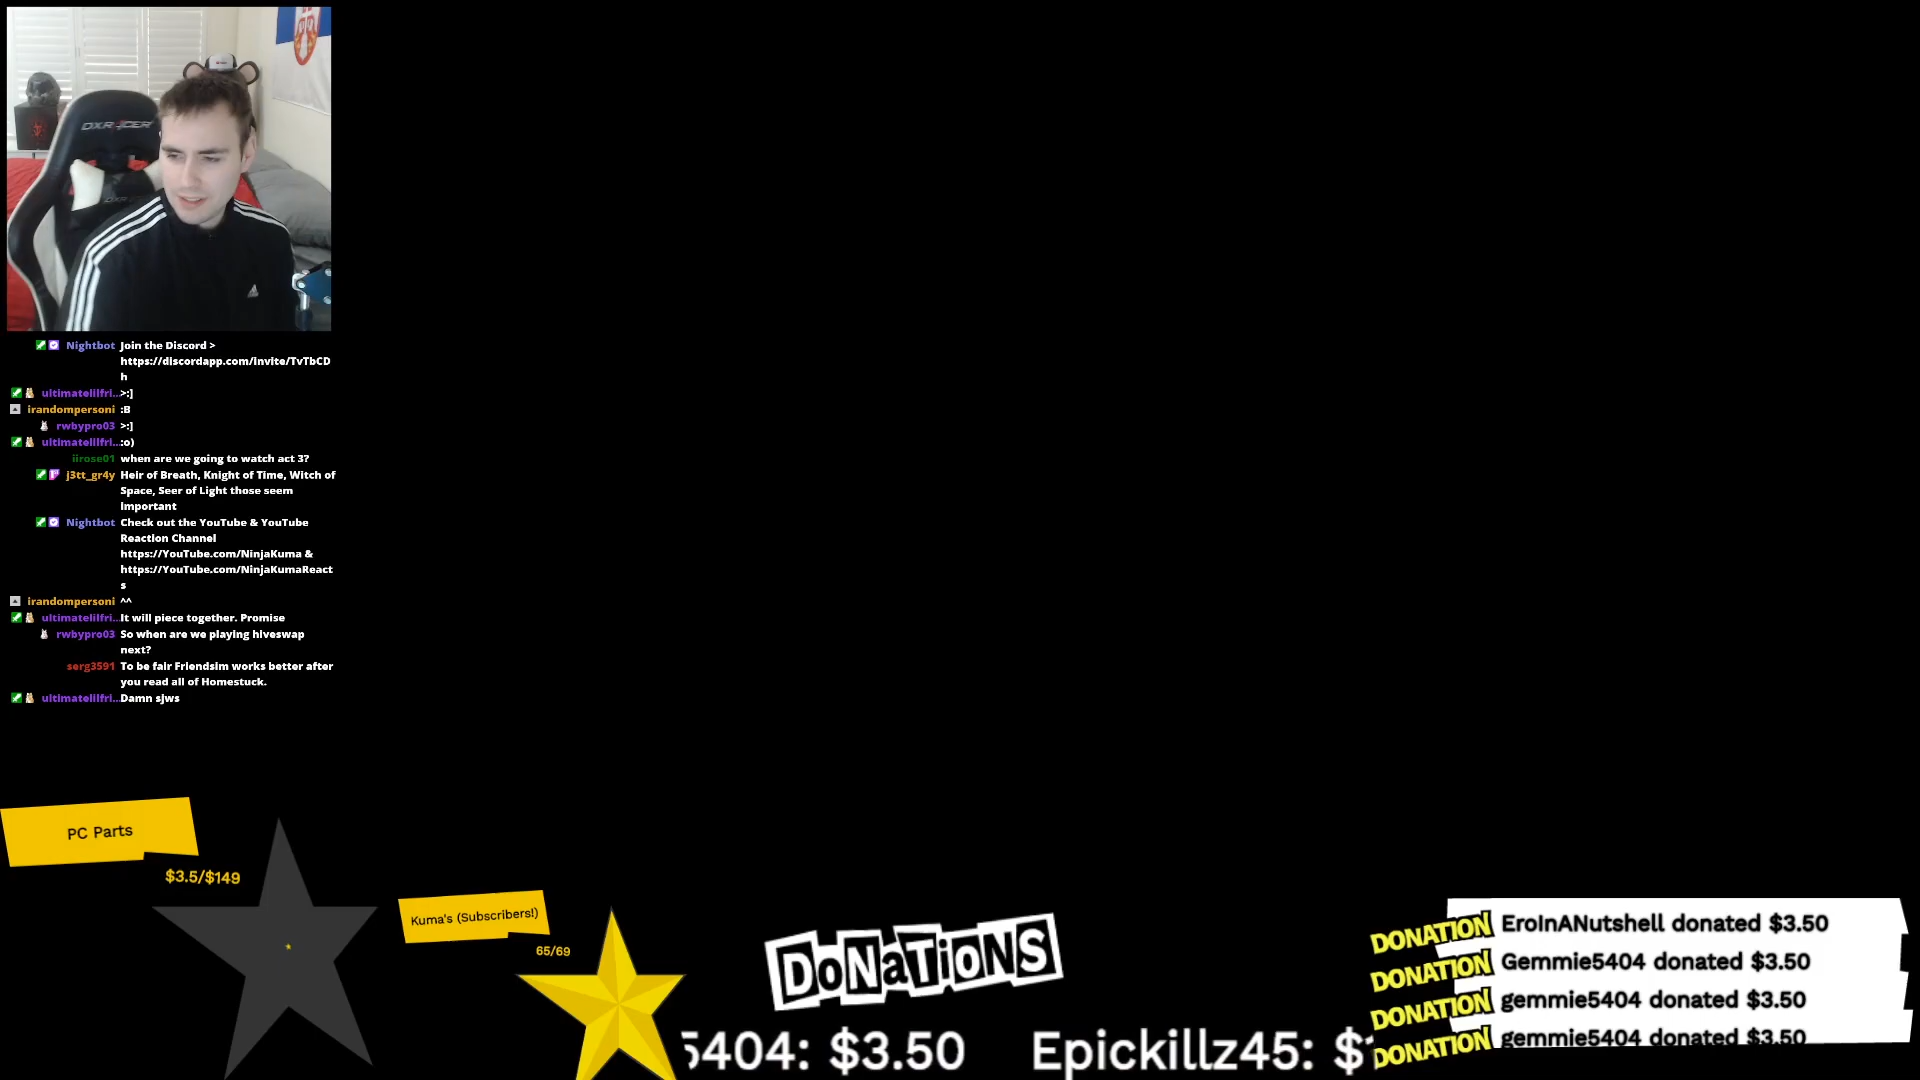 DXRACER
Nightbot Join the Discord >
https://discordapp.com/invite/TvTbCD
h
ultimatelilfri... >:]
irandompersoni :B
rwbypro03 >:]
ultimatelilfri... :o)
iirose01 when are we going to watch act 3?
j3tt_gr4y Heir of Breath, Knight of Time, Witch of
Space, Seer of Light those seem
important
Nightbot Check out the YouTube & YouTube
Reaction Channel
https://YouTube.com/NinjaKuma &
https://YouTube.com/NinjaKumaReact
s
irandompersoni ^^
ultimatelilfri... It will piece together. Promise
rwbypro03 So when are we playing hiveswap
next?
serg3591 To be fair Friendsim works better after
you read all of Homestuck.
ultimatelilfri... Damn sjws
PC Parts
$3.5/$149
Kuma's (Subscribers!)
65/69
DoNaTiONS
5404: $3.50 Epickillz45: $
DONATION EroInANutshell donated $3.50
DONATION Gemmie5404 donated $3.50
DONATION gemmie5404 donated $3.50
DONATION gemmie5404 donated $3.50